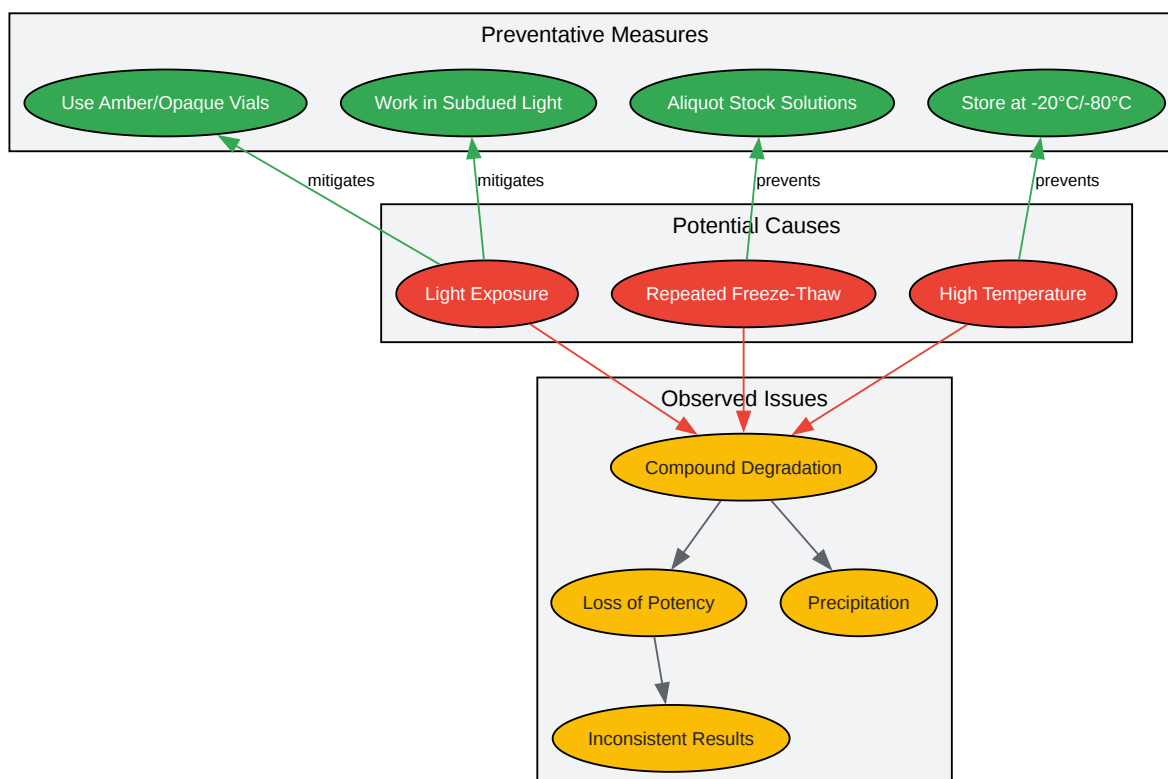 Preventative Measures
Use Amber/Opaque Vials
Work in Subdued Light
Aliquot Stock Solutions
Store at -20°C/-80°C
mitigates
mitigates
prevents
prevents
Potential Causes
Light Exposure
Repeated Freeze-Thaw
High Temperature
Observed Issues
Compound Degradation
Loss of Potency
Precipitation
Inconsistent Results